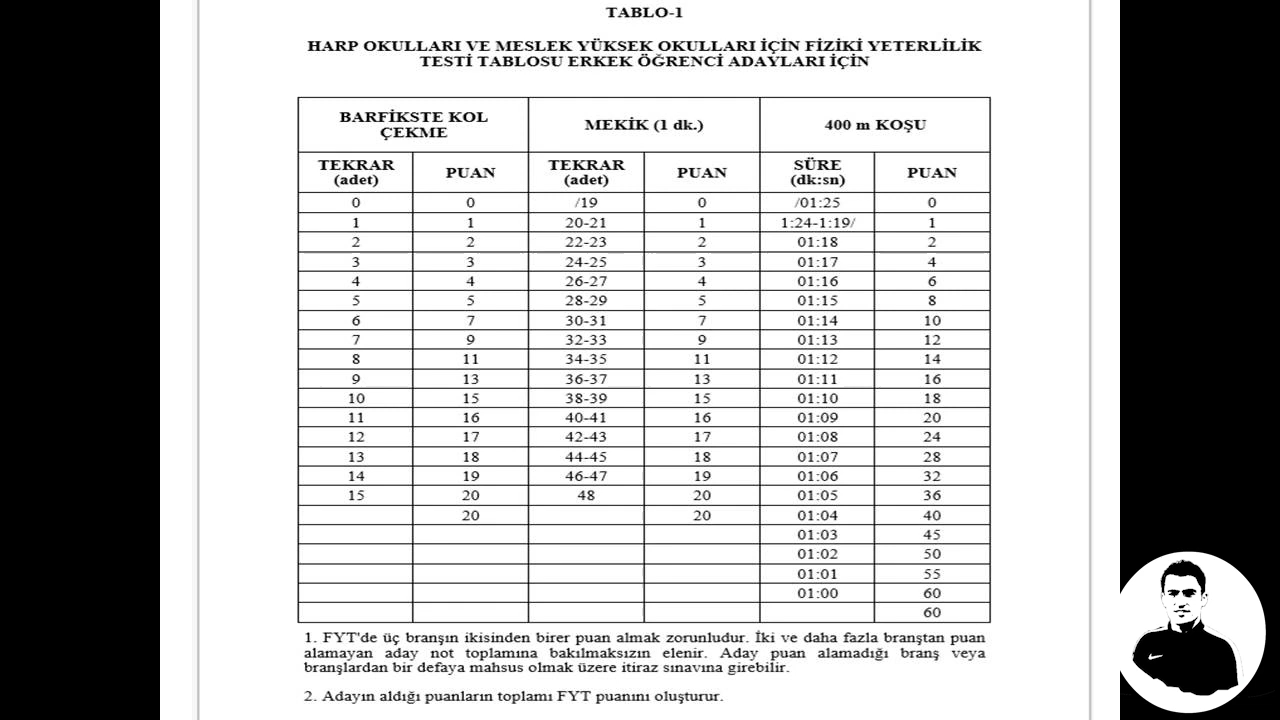 TABLO-1
HARP OKULLARI VE MESLEK YÜKSEK OKULLARI İÇİN FİZİKİ YETERLİLİK
TESTİ TABLOSU ERKEK ÖĞRENCİ ADAYLARI İÇİN
BARFİKSTE KOL ÇEKME MEKİK (1 dk.) 400 m KOŞU
TEKRAR (adet) PUAN TEKRAR (adet) PUAN SÜRE (dk:sn) PUAN
0 0 /19 0 /01:25 0
1 1 20-21 1 1:24-1:19/ 1
2 2 22-23 2 01:18 2
3 3 24-25 3 01:17 4
4 4 26-27 4 01:16 6
5 5 28-29 5 01:15 8
6 7 30-31 7 01:14 10
7 9 32-33 9 01:13 12
8 11 34-35 11 01:12 14
9 13 36-37 13 01:11 16
10 15 38-39 15 01:10 18
11 16 40-41 16 01:09 20
12 17 42-43 17 01:08 24
13 18 44-45 18 01:07 28
14 19 46-47 19 01:06 32
15 20 48 20 01:05 36
20 20 01:04 40
01:03 45
01:02 50
01:01 55
01:00 60
60
1. FYT'de üç branşın ikisinden birer puan almak zorunludur. İki ve daha fazla branştan puan
alamayan aday not toplamına bakılmaksızın elenir. Aday puan alamadığı branş veya
branşlardan bir defaya mahsus olmak üzere itiraz sınavına girebilir.
2. Adayın aldığı puanların toplamı FYT puanını oluşturur.